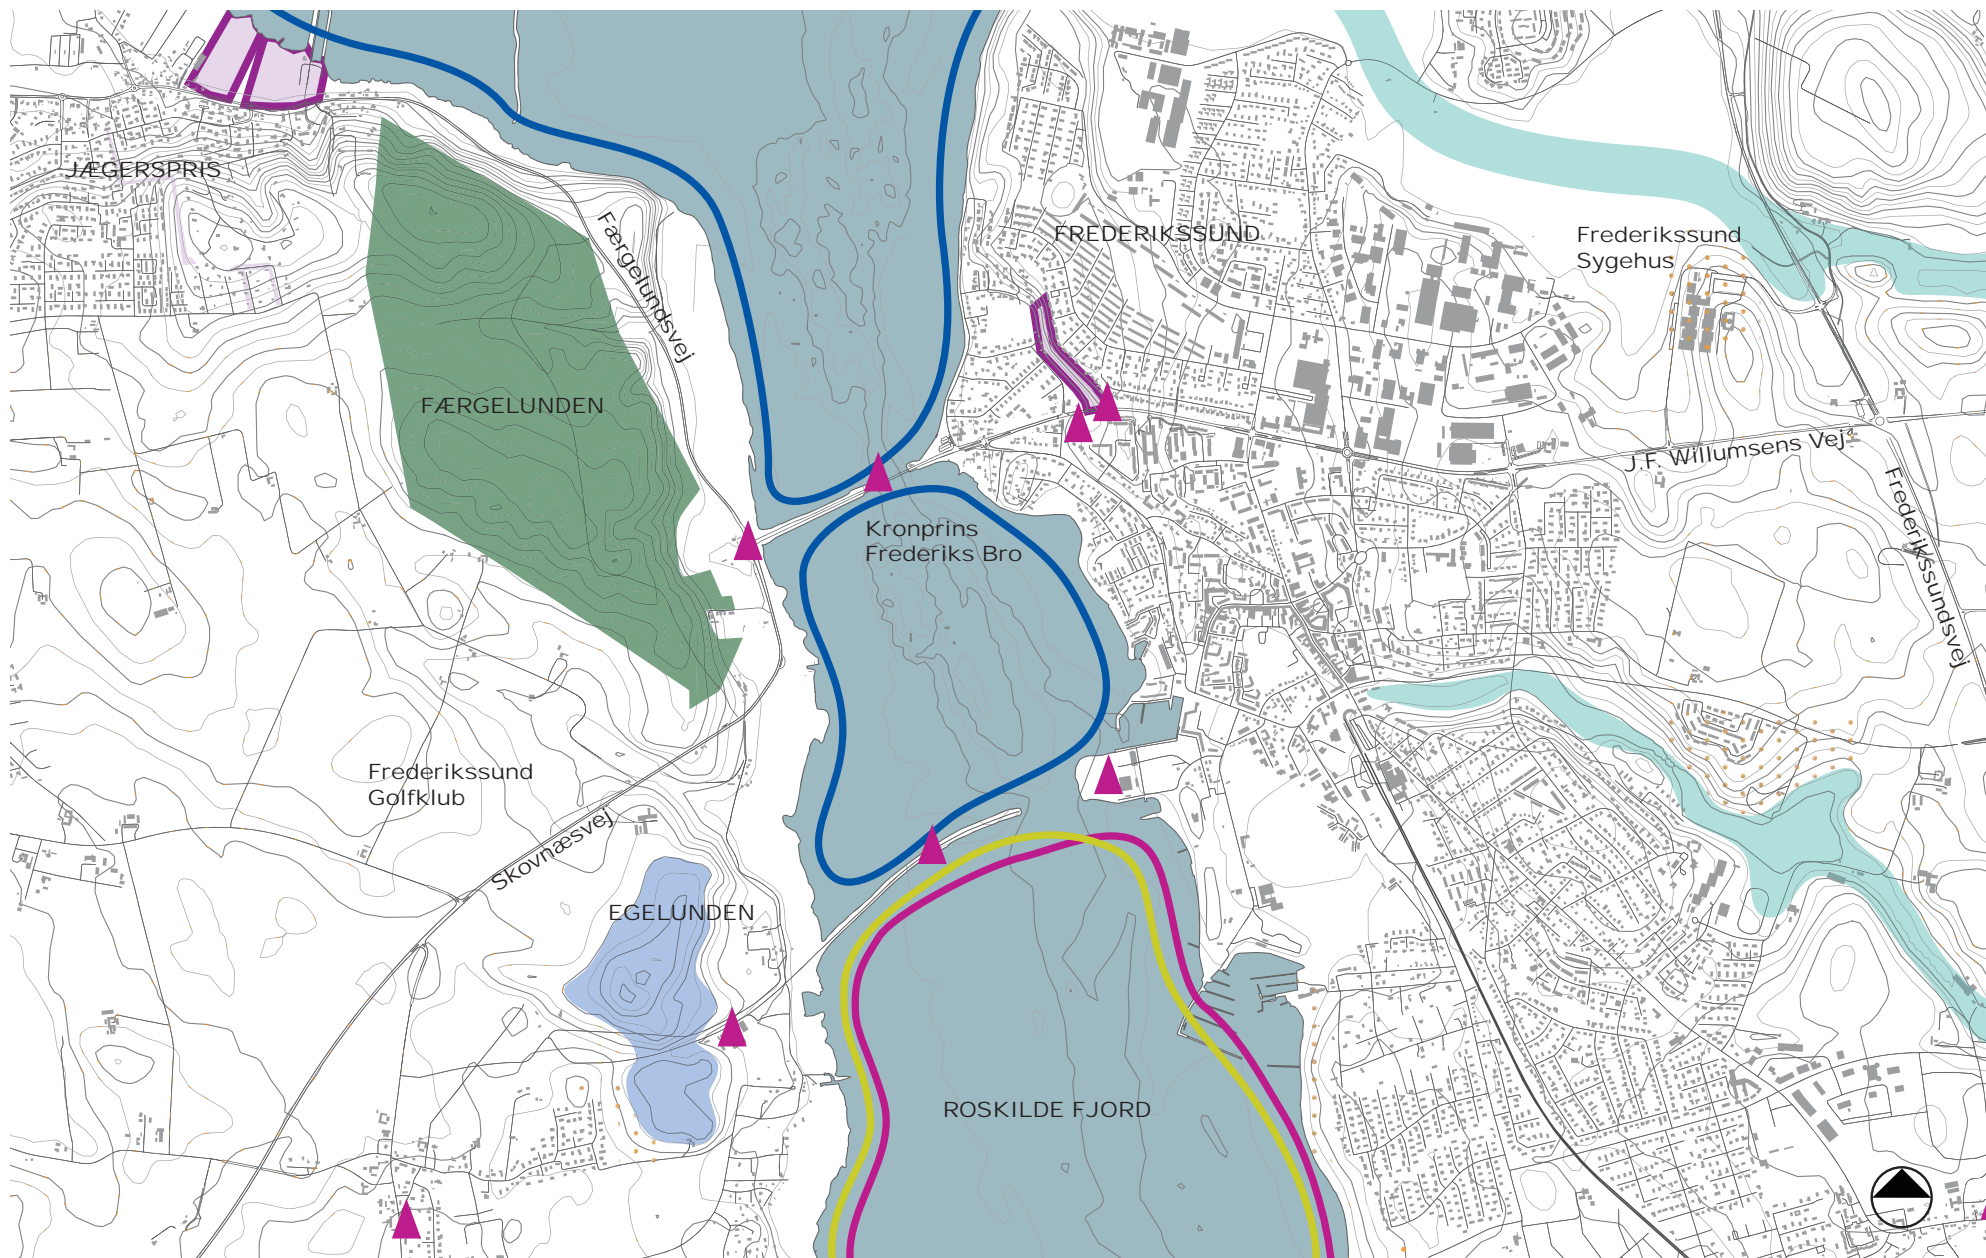 JÆGERSPRIS
Færgelundsvej
FREDERIKSSUND
Frederikssund
Sygehus
FÆRGELUNDEN
J.F. Willumsens Vej
Frederikssundsvej
Kronprins
Frederiks Bro
Frederikssund
Golfklub
Skovnæsvej
EGELUNDEN
ROSKILDE FJORD